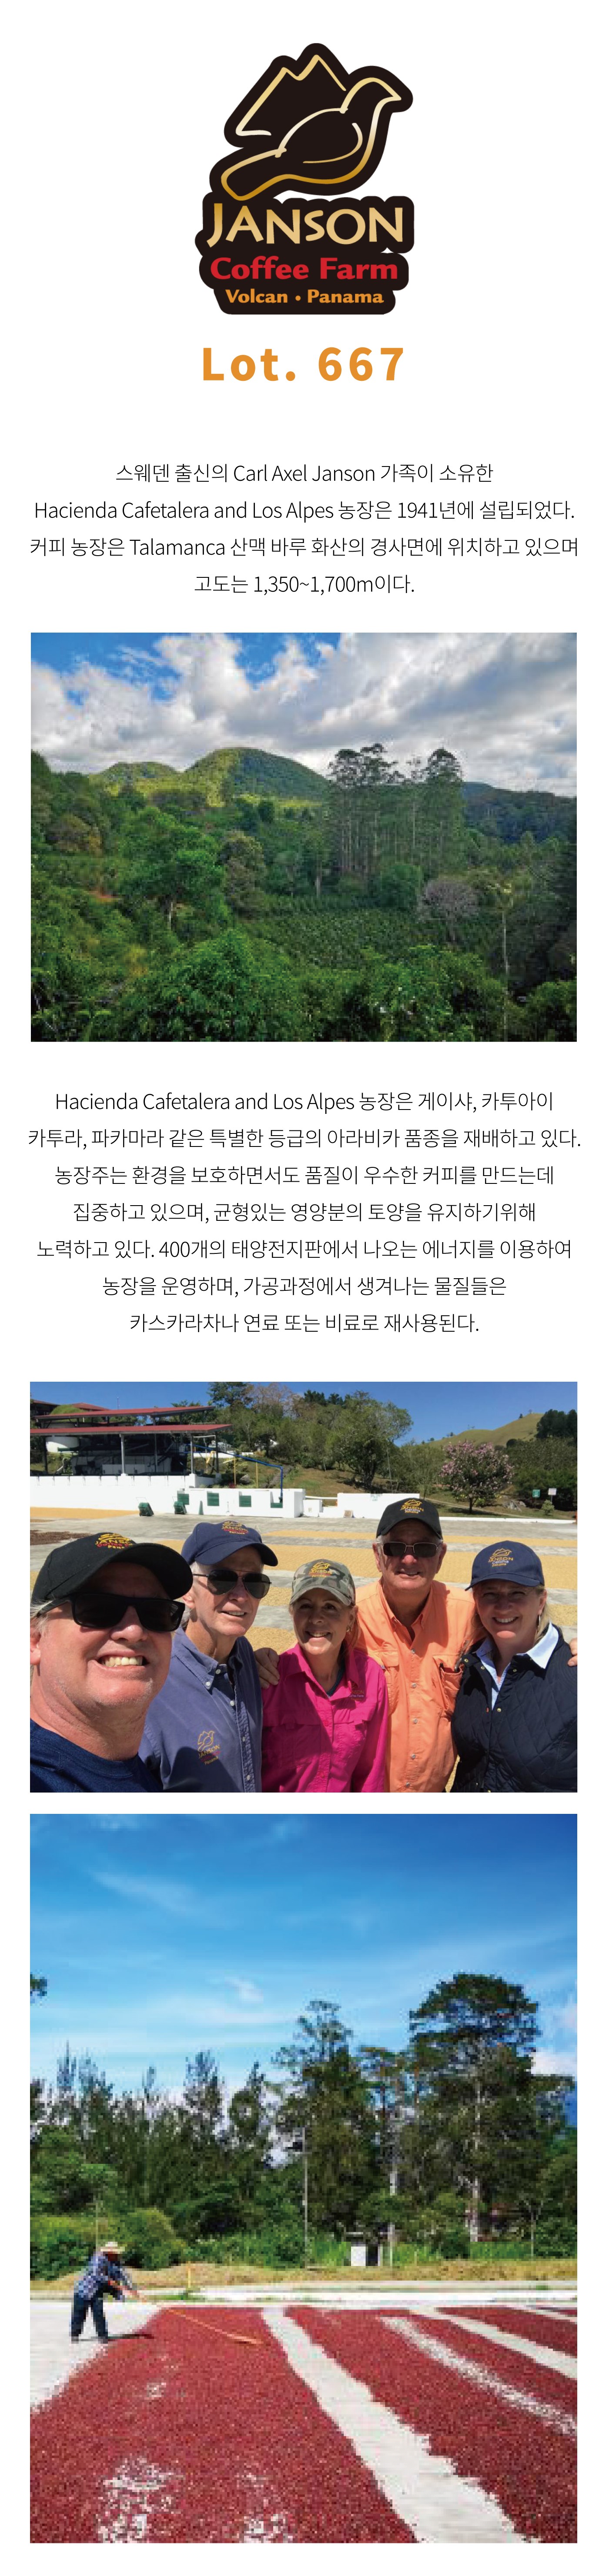 JANSON
Coffee Farm
Volcan • Panama
Lot. 667
스웨덴 출신의 Carl Axel Janson 가족이 소유한
Hacienda Cafetalera and Los Alpes 농장은 1941년에 설립되었다.
커피 농장은 Talamanca 산맥 바루 화산의 경사면에 위치하고 있으며
고도는 1,350~1,700m이다.
Hacienda Cafetalera and Los Alpes 농장은 게이샤, 카투아이
카투라, 파카마라 같은 특별한 등급의 아라비카 품종을 재배하고 있다.
농장주는 환경을 보호하면서도 품질이 우수한 커피를 만드는데
집중하고 있으며, 균형있는 영양분의 토양을 유지하기위해
노력하고 있다. 400개의 태양전지판에서 나오는 에너지를 이용하여
농장을 운영하며, 가공과정에서 생겨나는 물질들은
카스카라차나 연료 또는 비료로 재사용된다.
JANSON
JANSON